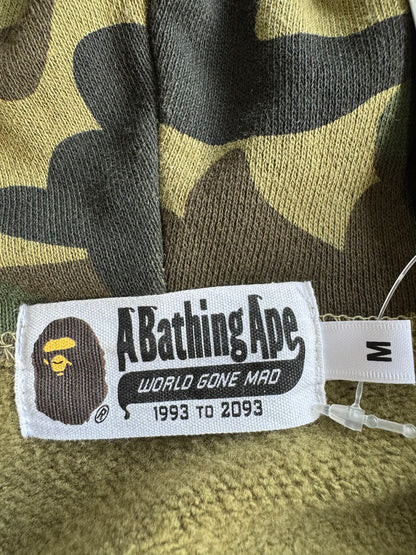 A Bathing Ape
WORLD GONE MAD
1993 TO 2093
®
M